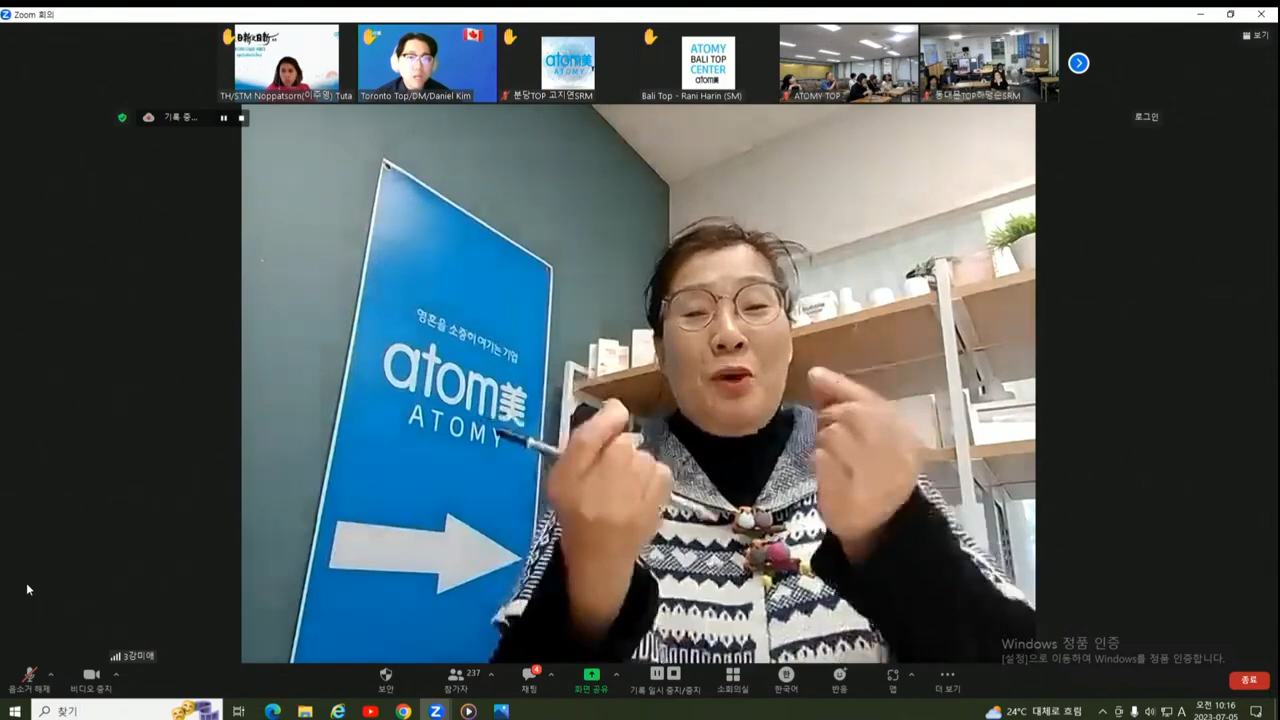 Zoom 회의
보기
TH/STM Noppatsorn(이주영) Tuta
Toronto Top/DM/Daniel Kim
atom美
ATOMY
분당TOP 고지연SRM
ATOMY
BALI TOP
CENTER
atom美
Bali Top - Rani Harin (SM)
ATOMY TOP
동대문TOP하명순SRM
기록 중...
로그인
영혼을 소중히 여기는 기업
atom美
ATOMY
3강미애
Windows 정품 인증
[설정]으로 이동하여 Windows를 정품 인증합니다.
음소거 해제
비디오 중지
보안
237
참가자
4
채팅
화면 공유
기록 일시 중지/중지
소회의실
한국어
반응
앱
더 보기
종료
찾기
24°C 대체로 흐림
A
오전 10:16
2023-07-05